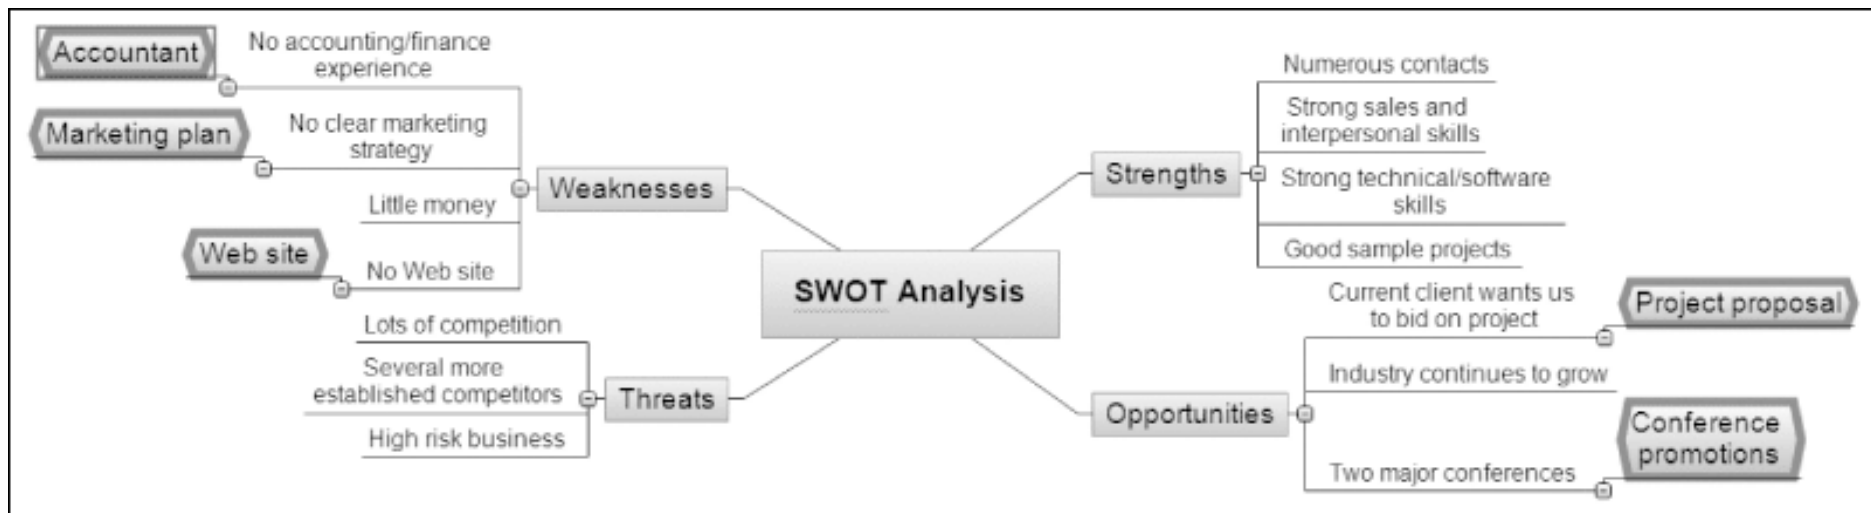 SWOT Analysis
Weaknesses
No accounting/finance
experience
Accountant
No clear marketing
strategy
Marketing plan
Little money
No Web site
Web site
Threats
Lots of competition
Several more
established competitors
High risk business
Strengths
Numerous contacts
Strong sales and
interpersonal skills
Strong technical/software
skills
Good sample projects
Opportunities
Current client wants us
to bid on project
Project proposal
Industry continues to grow
Two major conferences
Conference
promotions